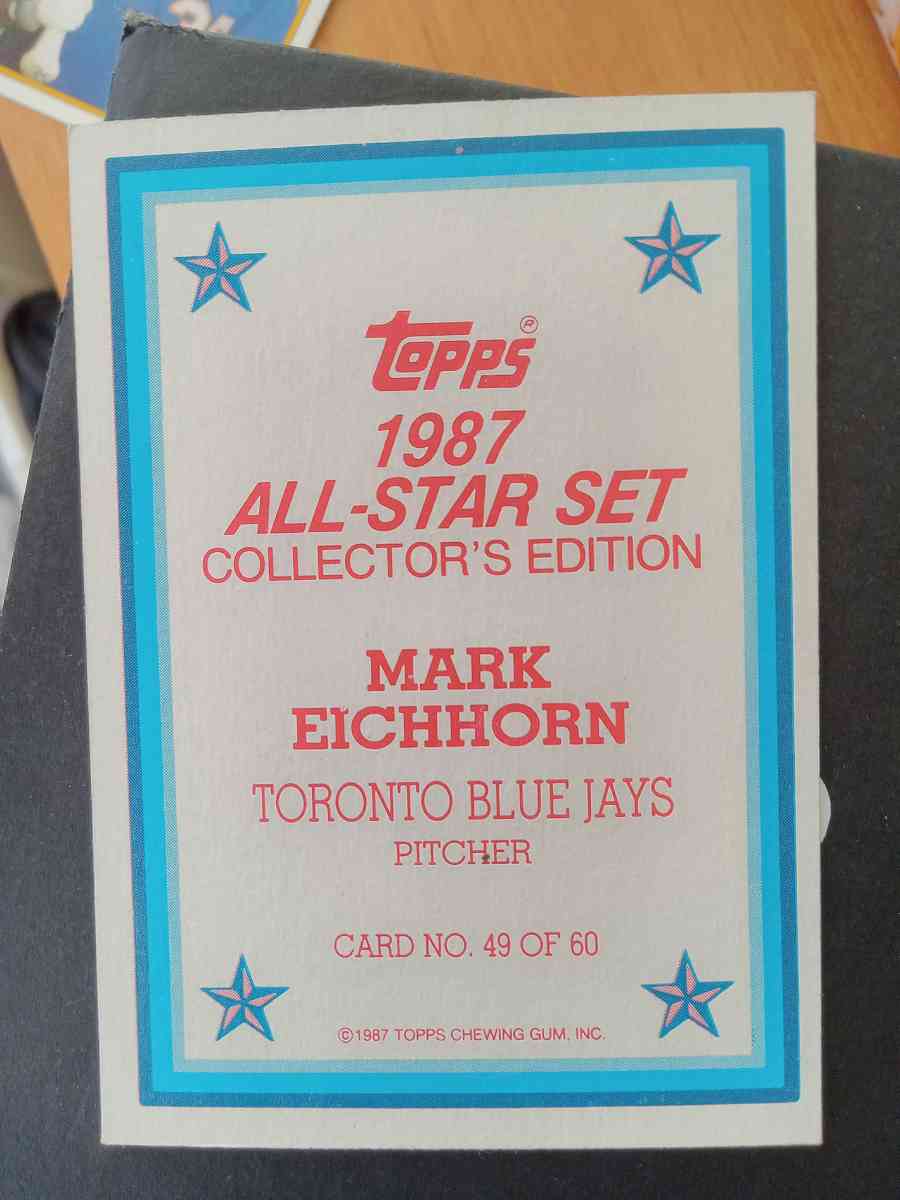 Topps®
1987
ALL-STAR SET
COLLECTOR'S EDITION
MARK
EICHHORN
TORONTO BLUE JAYS
PITCHER
CARD NO. 49 OF 60
©1987 TOPPS CHEWING GUM, INC.